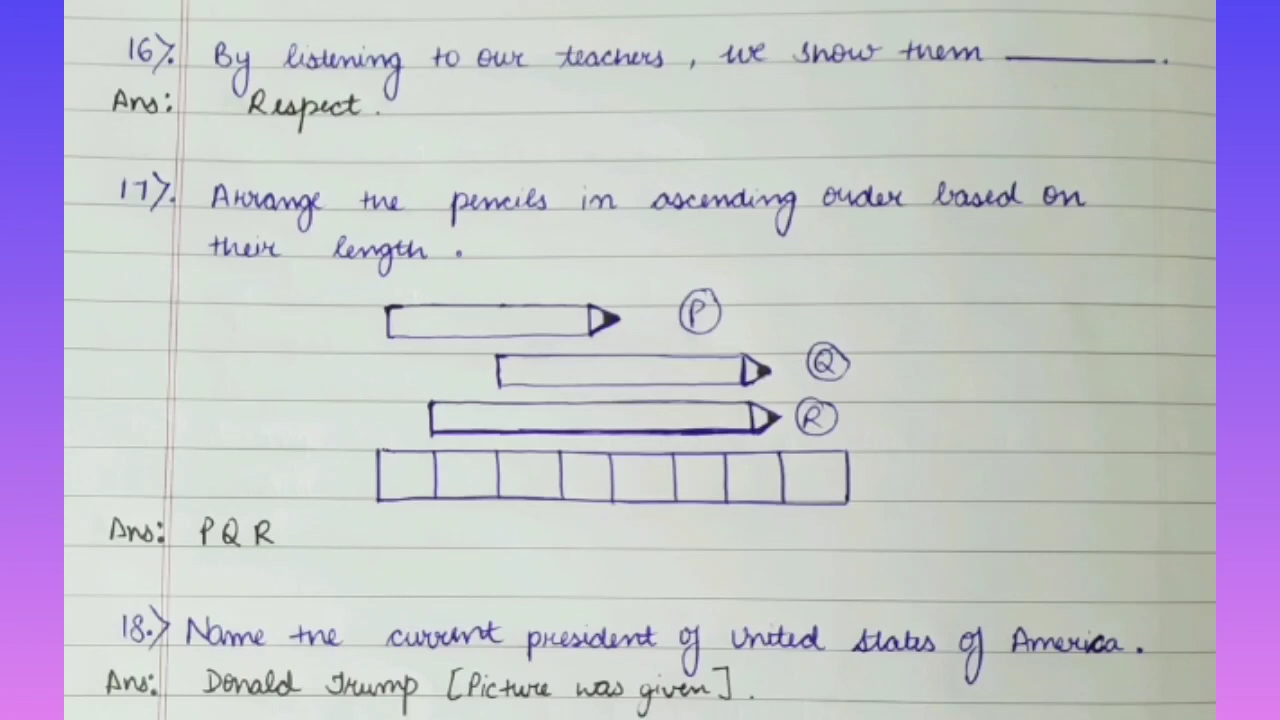 16). By listening to our teachers, we show them ______.
Ans: Respect.
17). Arrange the pencils in ascending order based on
their length.
P
Q
R
Ans: P Q R
18.) Name the current president of United States of America.
Ans: Donald Trump [Picture was given].